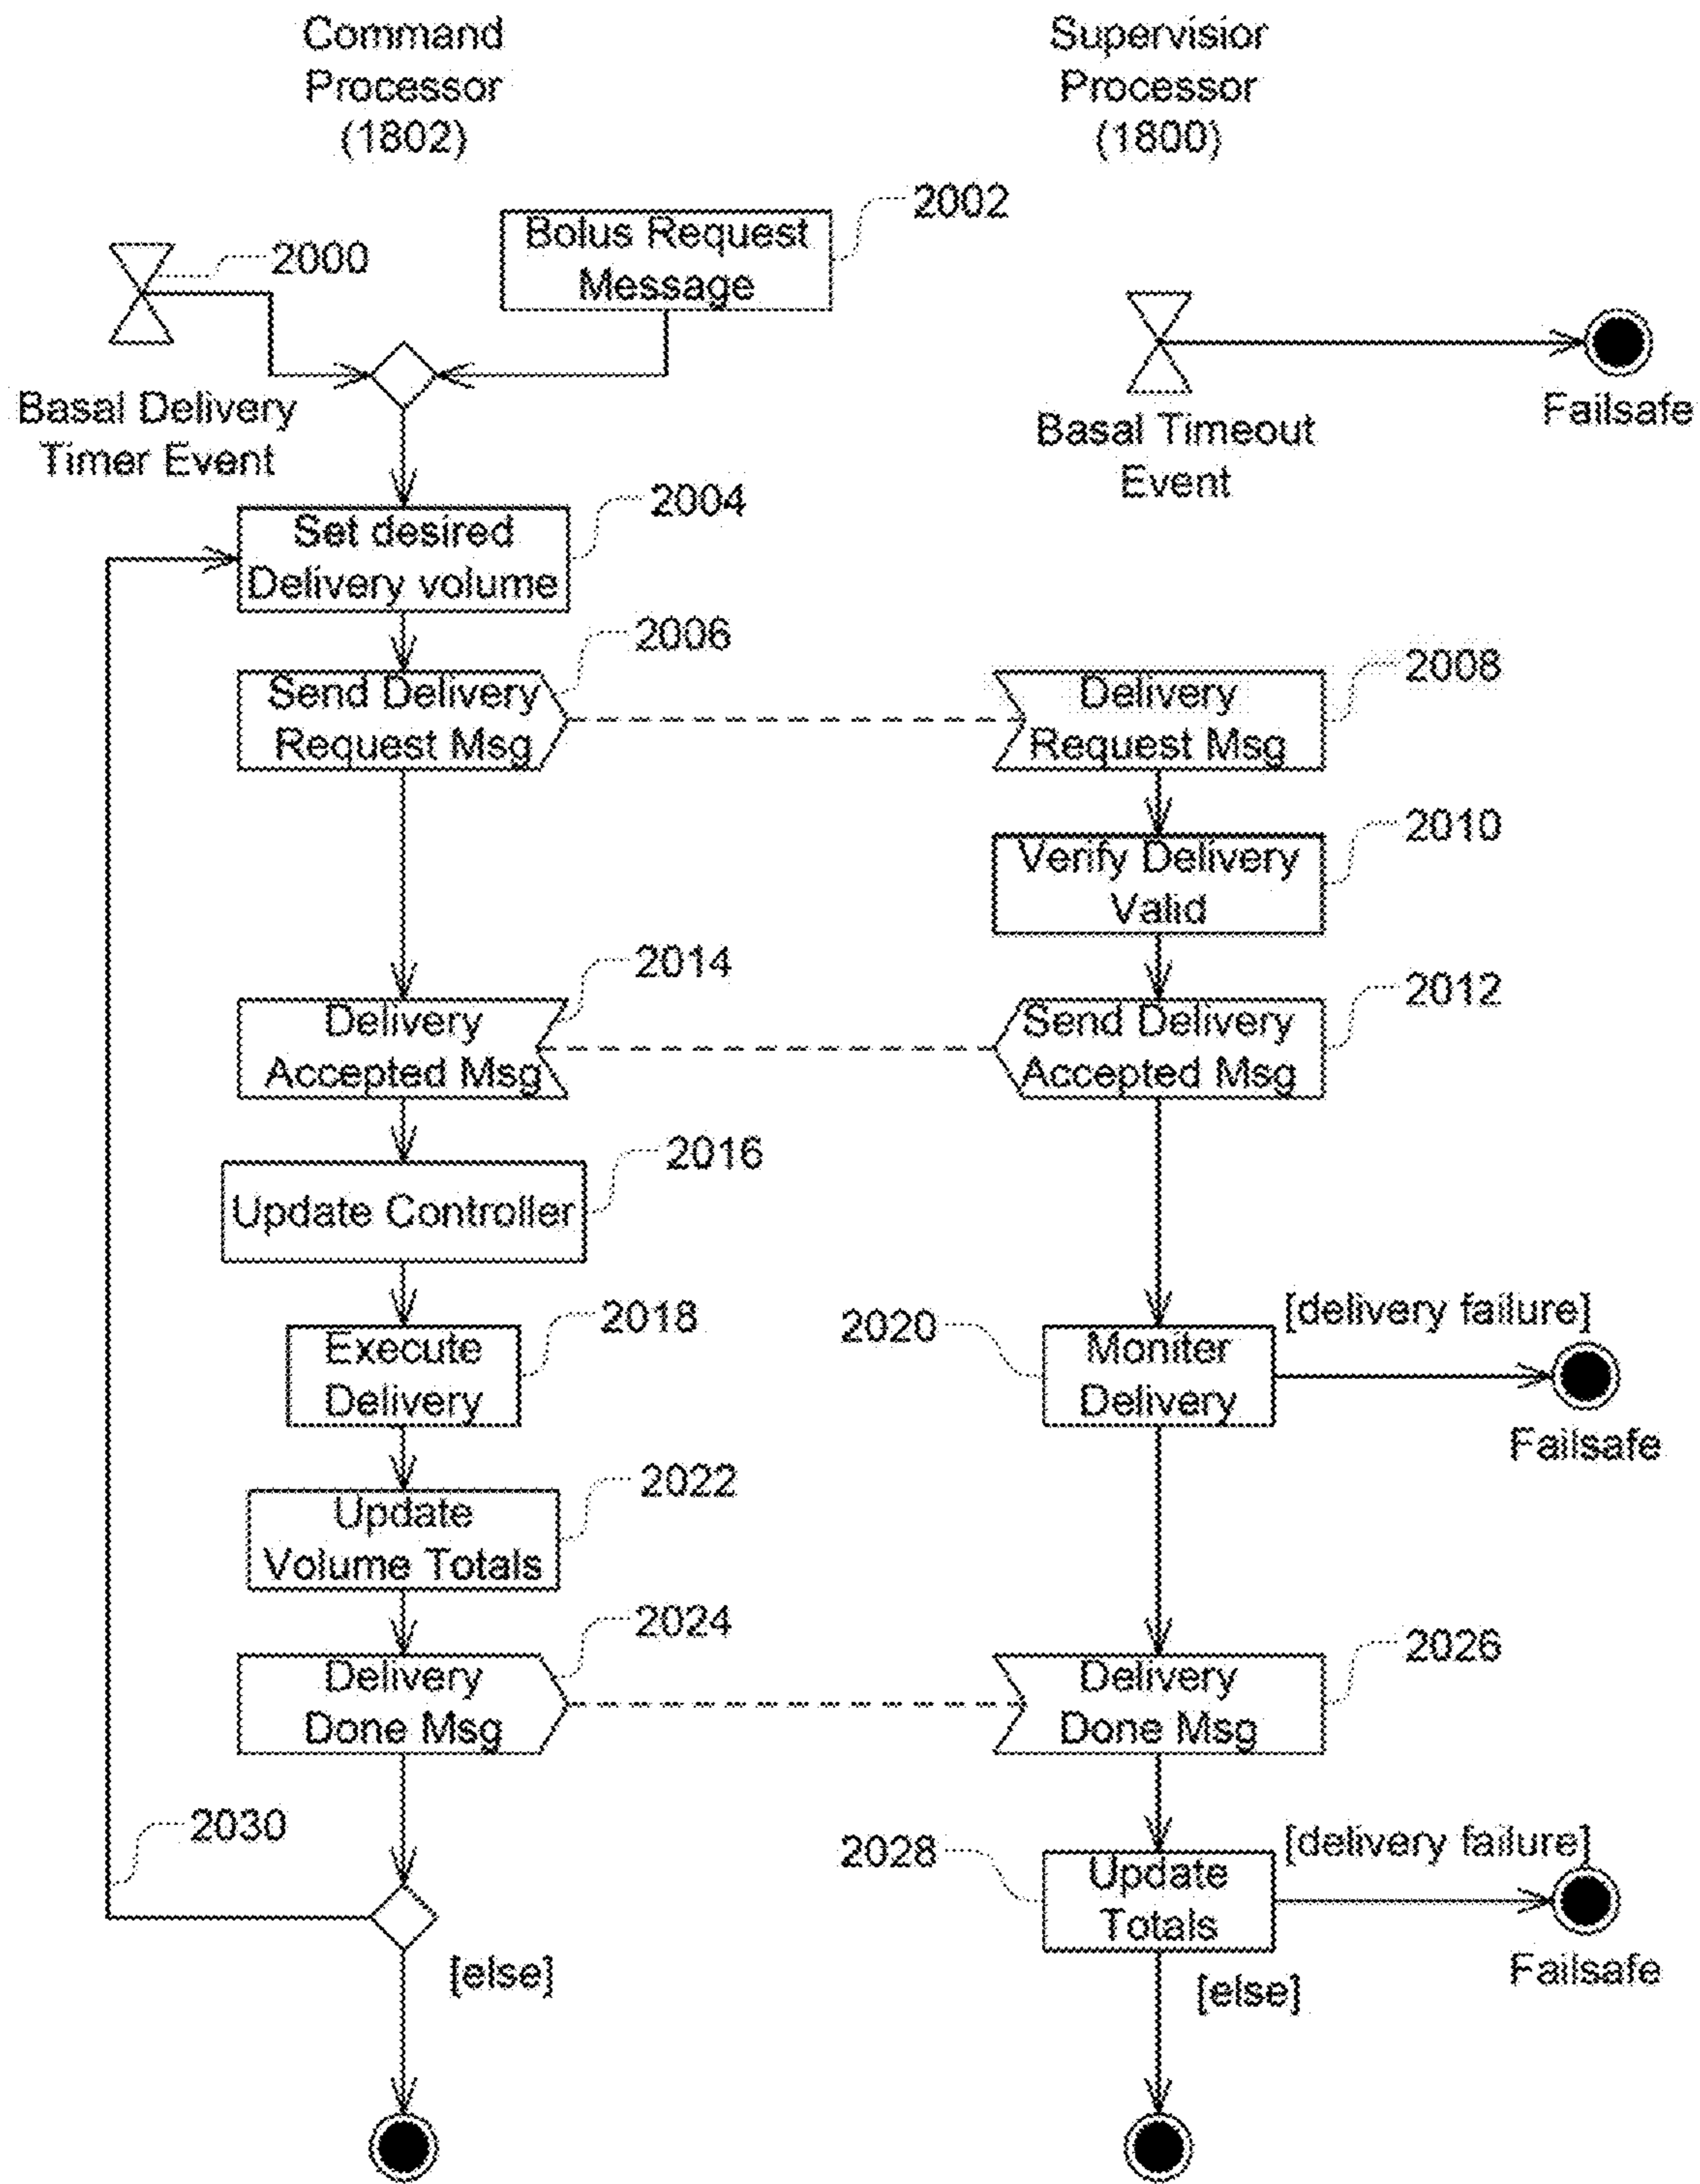 Command
Processor
(1802)
Supervisior
Processor
(1800)
2002
Bolus Request
Message
2000
Basal Delivery
Timer Event
Basal Timeout
Event
Failsafe
2004
Set desired
Delivery volume
2006
Send Delivery
Request Msg
2008
Delivery
Request Msg
2010
Verify Delivery
Valid
2014
Delivery
Accepted Msg
2012
Send Delivery
Accepted Msg
2016
Update Controller
2018
Execute
Delivery
2020
Moniter
Delivery
[delivery failure]
Failsafe
2022
Update
Volume Totals
2024
Delivery
Done Msg
2026
Delivery
Done Msg
2030
2028
Update
Totals
[delivery failure]
Failsafe
[else]
[else]